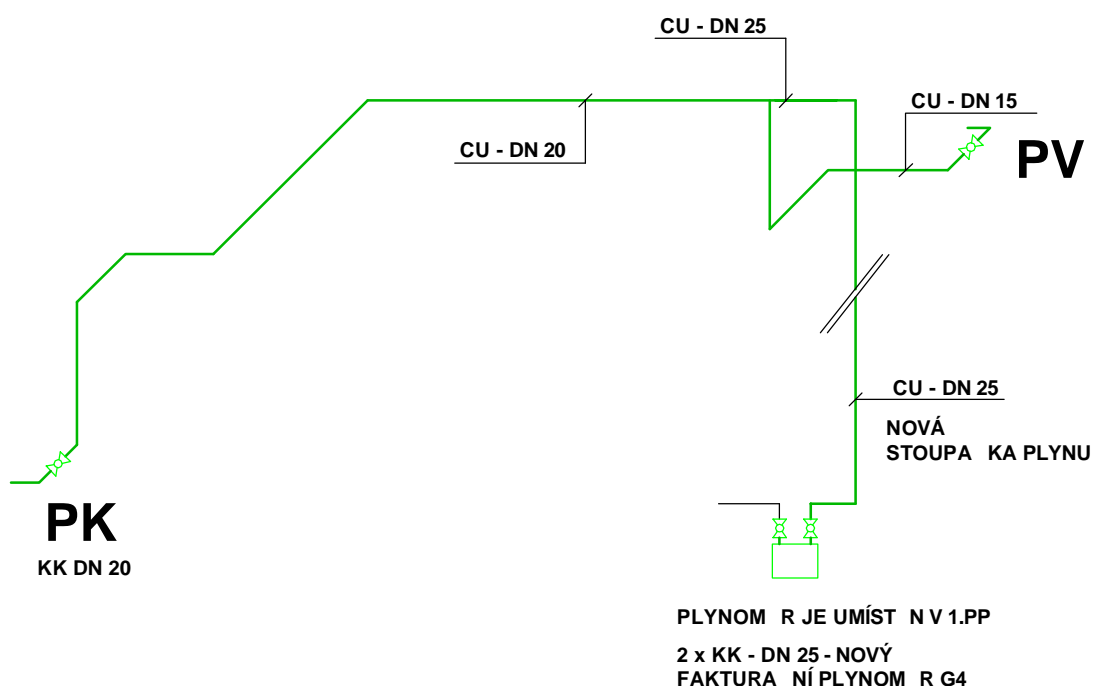 CU - DN 25
CU - DN 15
CU - DN 20
PV
CU - DN 25
NOVÁ
STOUPA KA PLYNU
PK
KK DN 20
PLYNOM R JE UMÍST N V 1.PP
2 x KK - DN 25 - NOVÝ
FAKTURA NÍ PLYNOM R G4